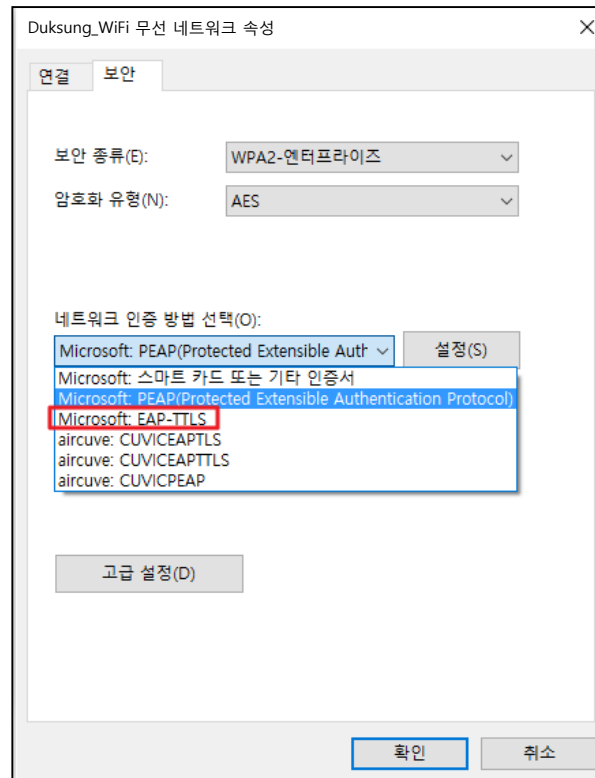 Duksung_WiFi 무선 네트워크 속성
연결 보안
보안 종류(E): WPA2-엔터프라이즈
암호화 유형(N): AES
네트워크 인증 방법 선택(O):
Microsoft: PEAP(Protected Extensible Auth 설정(S)
Microsoft: 스마트 카드 또는 기타 인증서
Microsoft: PEAP(Protected Extensible Authentication Protocol)
Microsoft: EAP-TTLS
aircuve: CUVICEAPTLS
aircuve: CUVICEAPTTLS
aircuve: CUVICPEAP
고급 설정(D)
확인 취소